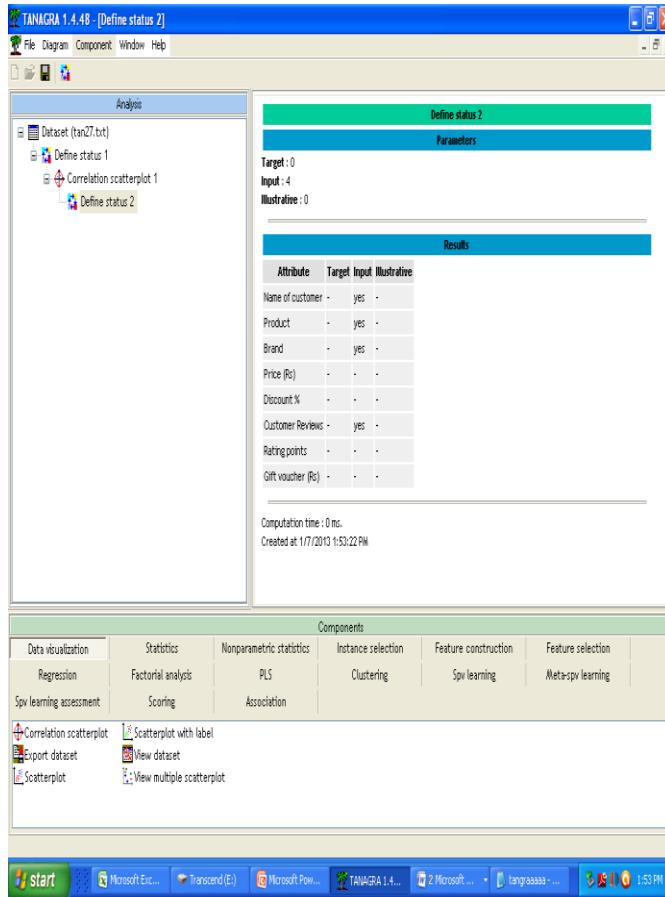 TANAGRA 1.4.48 - [Define status 2]
File Diagram Component Window Help
Analysis
Dataset (tan27.txt)
Define status 1
Correlation scatterplot 1
Define status 2
Define status 2
Parameters
Target : 0
Input : 4
Illustrative : 0
Results
Attribute Target Input Illustrative
Name of customer - yes -
Product - yes -
Brand - yes -
Price (Rs) - - -
Discount % - - -
Customer Reviews - yes -
Rating points - - -
Gift voucher (Rs) - - -
Computation time : 0 ms.
Created at 1/7/2013 1:53:22 PM
Components
Data visualization Statistics Nonparametric statistics Instance selection Feature construction Feature selection
Regression Factorial analysis PLS Clustering Spv learning Meta-spv learning
Spv learning assessment Scoring Association
Correlation scatterplot Scatterplot with label
Export dataset View dataset
Scatterplot View multiple scatterplot
start Microsoft Exc... Transcend (E:) Microsoft Pow... TANAGRA 1.4... 2 Microsoft ... tangraaaaa - ... 1:53 PM